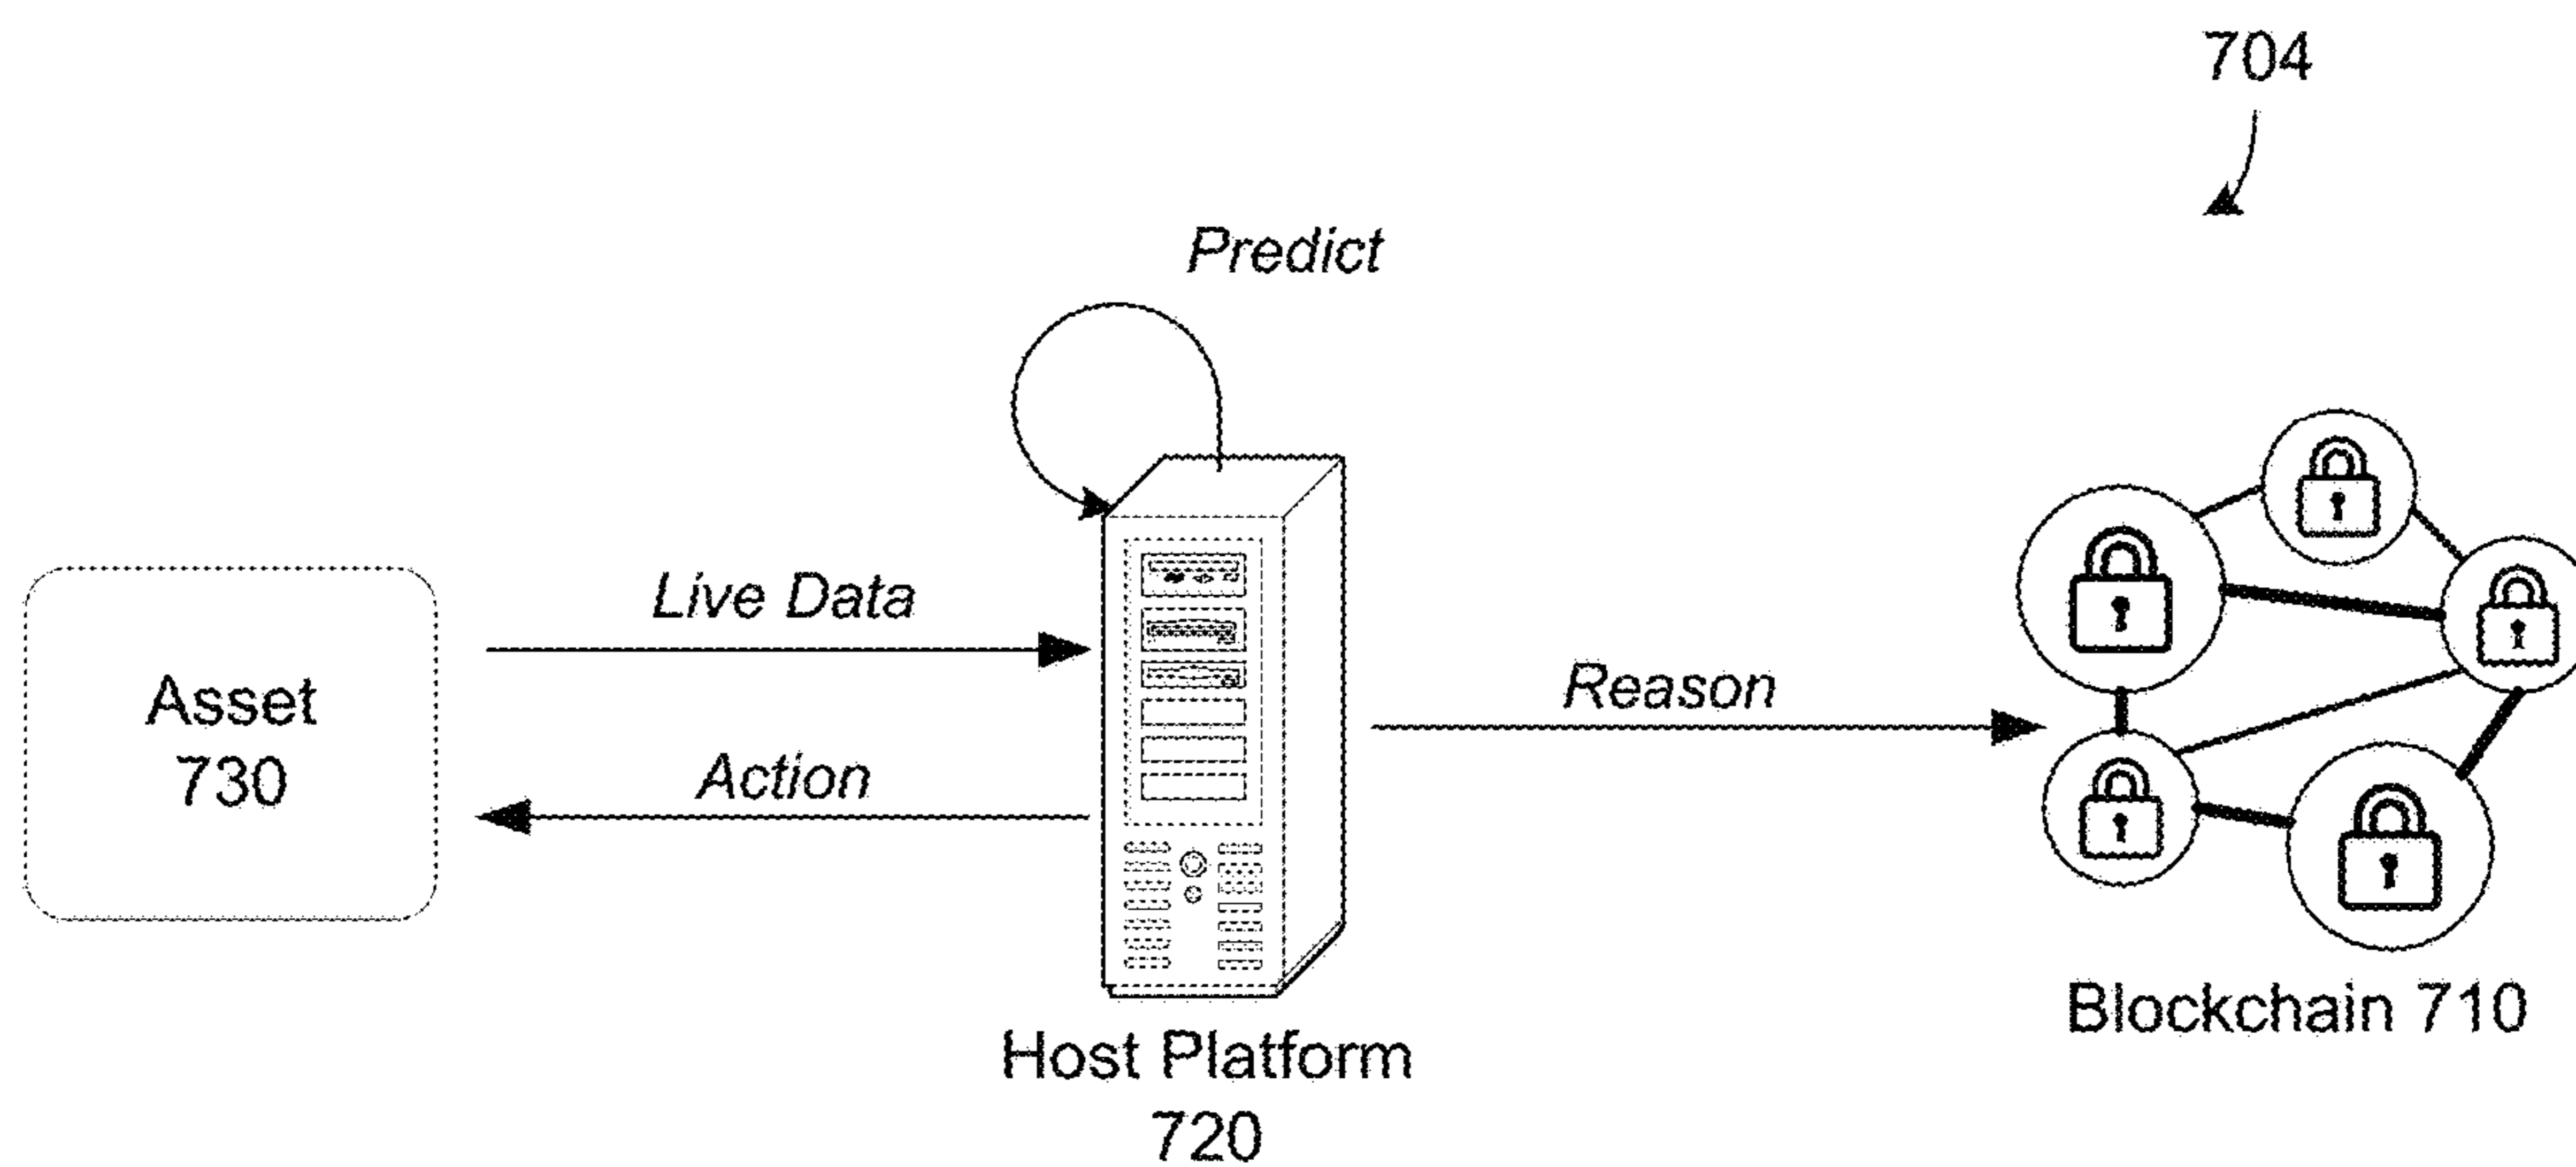 704
Predict
Live Data
Asset
730
Action
Reason
Host Platform
720
Blockchain 710